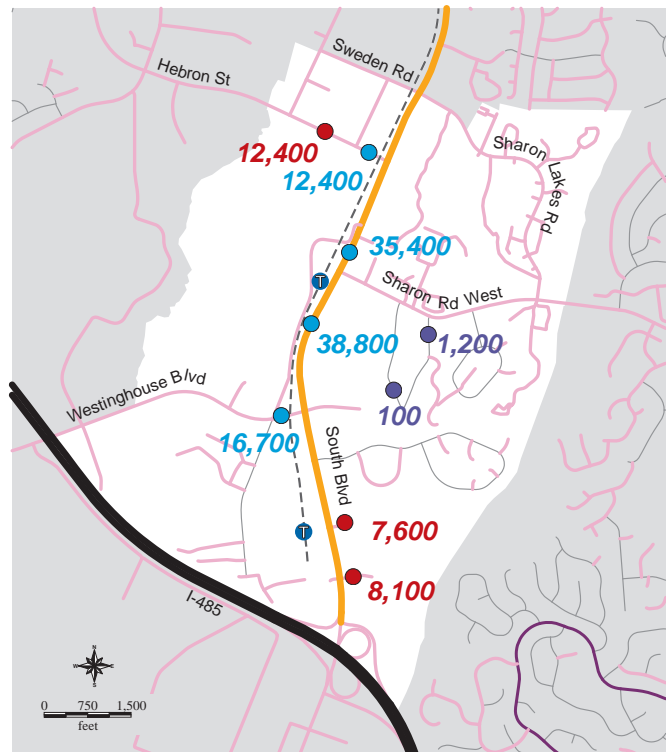 Sweden Rd
Hebron St
12,400
12,400
Sharon Lakes Rd
35,400
T
Sharon Rd West
38,800
1,200
Westinghouse Blvd
100
16,700
South Blvd
7,600
T
8,100
I-485
N
W E
S
0 750 1,500
feet